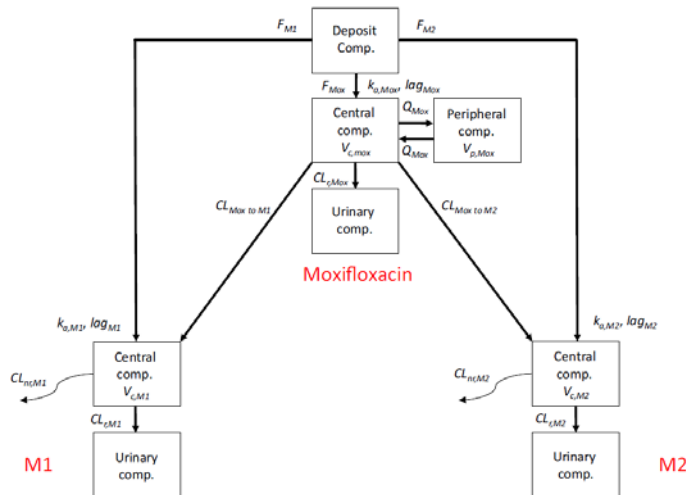 F_M1
Deposit
Comp.
F_M2
F_Mox
k_a,Mox, lag_Mox
Central
comp.
V_c,mox
Q_Mox
Q_Mox
Peripheral
comp.
V_p,Mox
CL_r,Mox
CL_Mox to M1
CL_Mox to M2
Urinary
comp.
Moxifloxacin
k_a,M1, lag_M1
k_a,M2, lag_M2
CL_nr,M1
Central
comp.
V_c,M1
CL_nr,M2
Central
comp.
V_c,M2
CL_r,M1
CL_r,M2
M1
Urinary
comp.
Urinary
comp.
M2